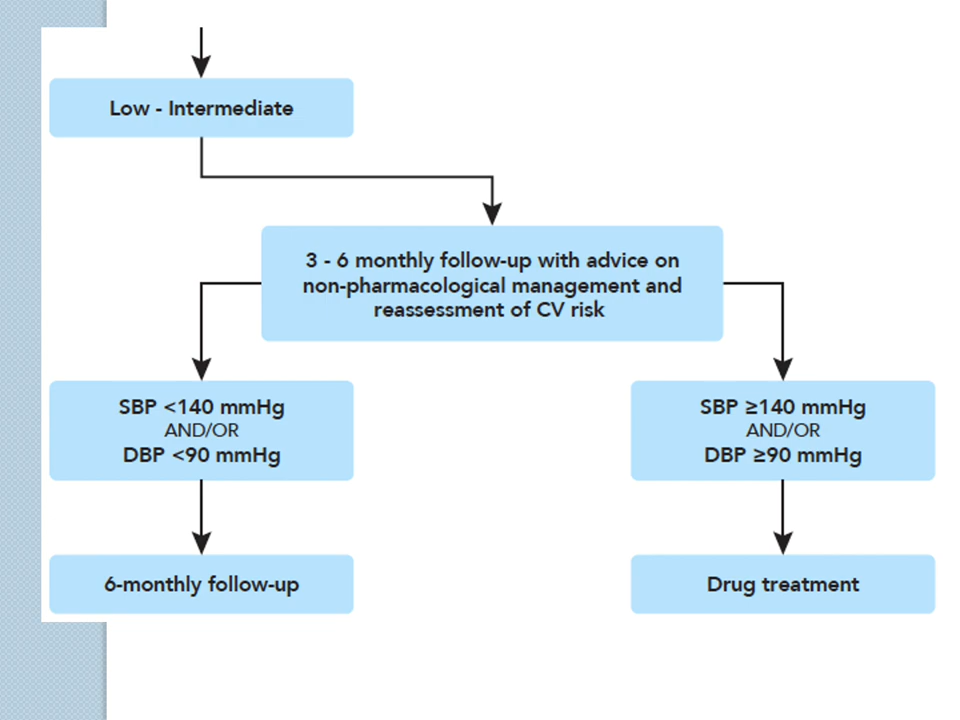 Low - Intermediate
3 - 6 monthly follow-up with advice on
non-pharmacological management and
reassessment of CV risk
SBP <140 mmHg
AND/OR
DBP <90 mmHg
SBP ≥140 mmHg
AND/OR
DBP ≥90 mmHg
6-monthly follow-up
Drug treatment